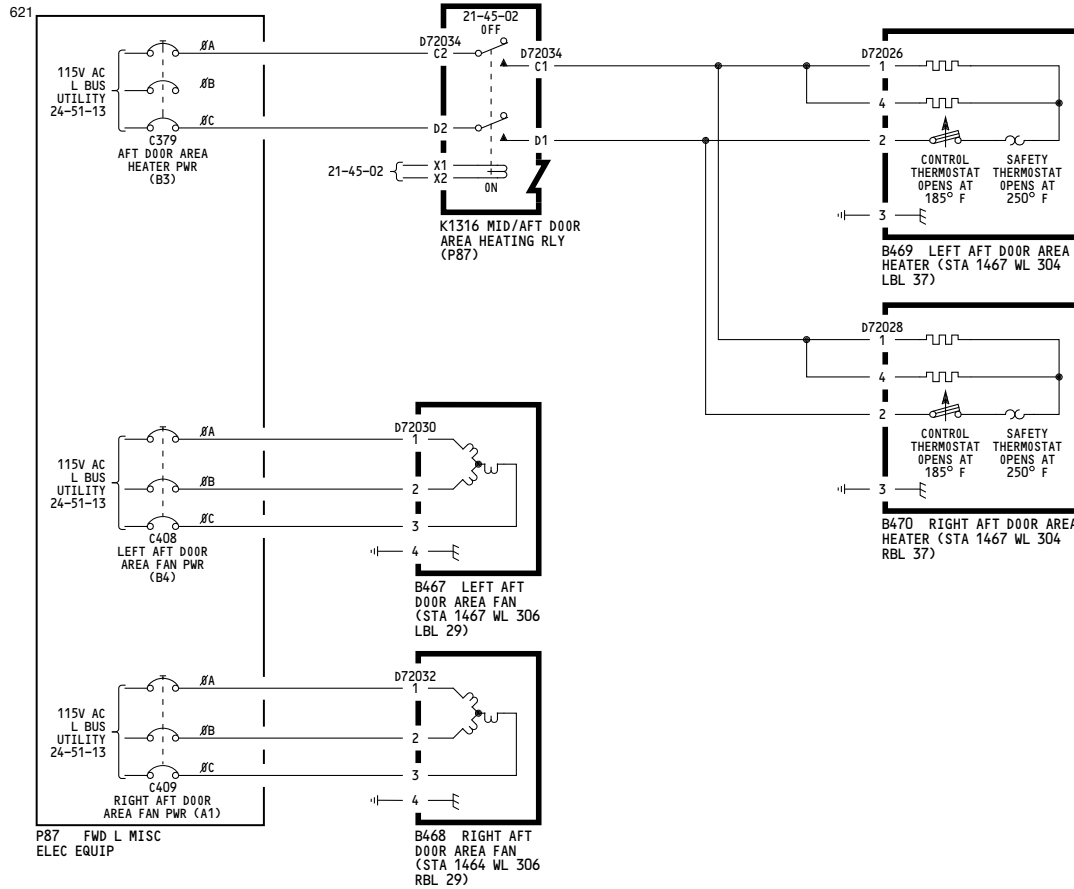 621
115V AC
L BUS
UTILITY
24-51-13
ØA
ØB
ØC
C379
AFT DOOR AREA
HEATER PWR
(B3)
21-45-02
OFF
D72034
C2
D72034
C1
D2
D1
21-45-02
X1
X2
ON
K1316 MID/AFT DOOR
AREA HEATING RLY
(P87)
D72026
1
4
2
CONTROL
THERMOSTAT
OPENS AT
185° F
SAFETY
THERMOSTAT
OPENS AT
250° F
3
B469 LEFT AFT DOOR AREA
HEATER (STA 1467 WL 304
LBL 37)
D72028
1
4
2
CONTROL
THERMOSTAT
OPENS AT
185° F
SAFETY
THERMOSTAT
OPENS AT
250° F
3
B470 RIGHT AFT DOOR AREA
HEATER (STA 1467 WL 304
RBL 37)
115V AC
L BUS
UTILITY
24-51-13
ØA
ØB
ØC
C408
LEFT AFT DOOR
AREA FAN PWR
(B4)
D72030
1
2
3
4
B467 LEFT AFT
DOOR AREA FAN
(STA 1467 WL 306
LBL 29)
115V AC
L BUS
UTILITY
24-51-13
ØA
ØB
ØC
C409
RIGHT AFT DOOR
AREA FAN PWR (A1)
D72032
1
2
3
4
B468 RIGHT AFT
DOOR AREA FAN
(STA 1464 WL 306
RBL 29)
P87 FWD L MISC
ELEC EQUIP